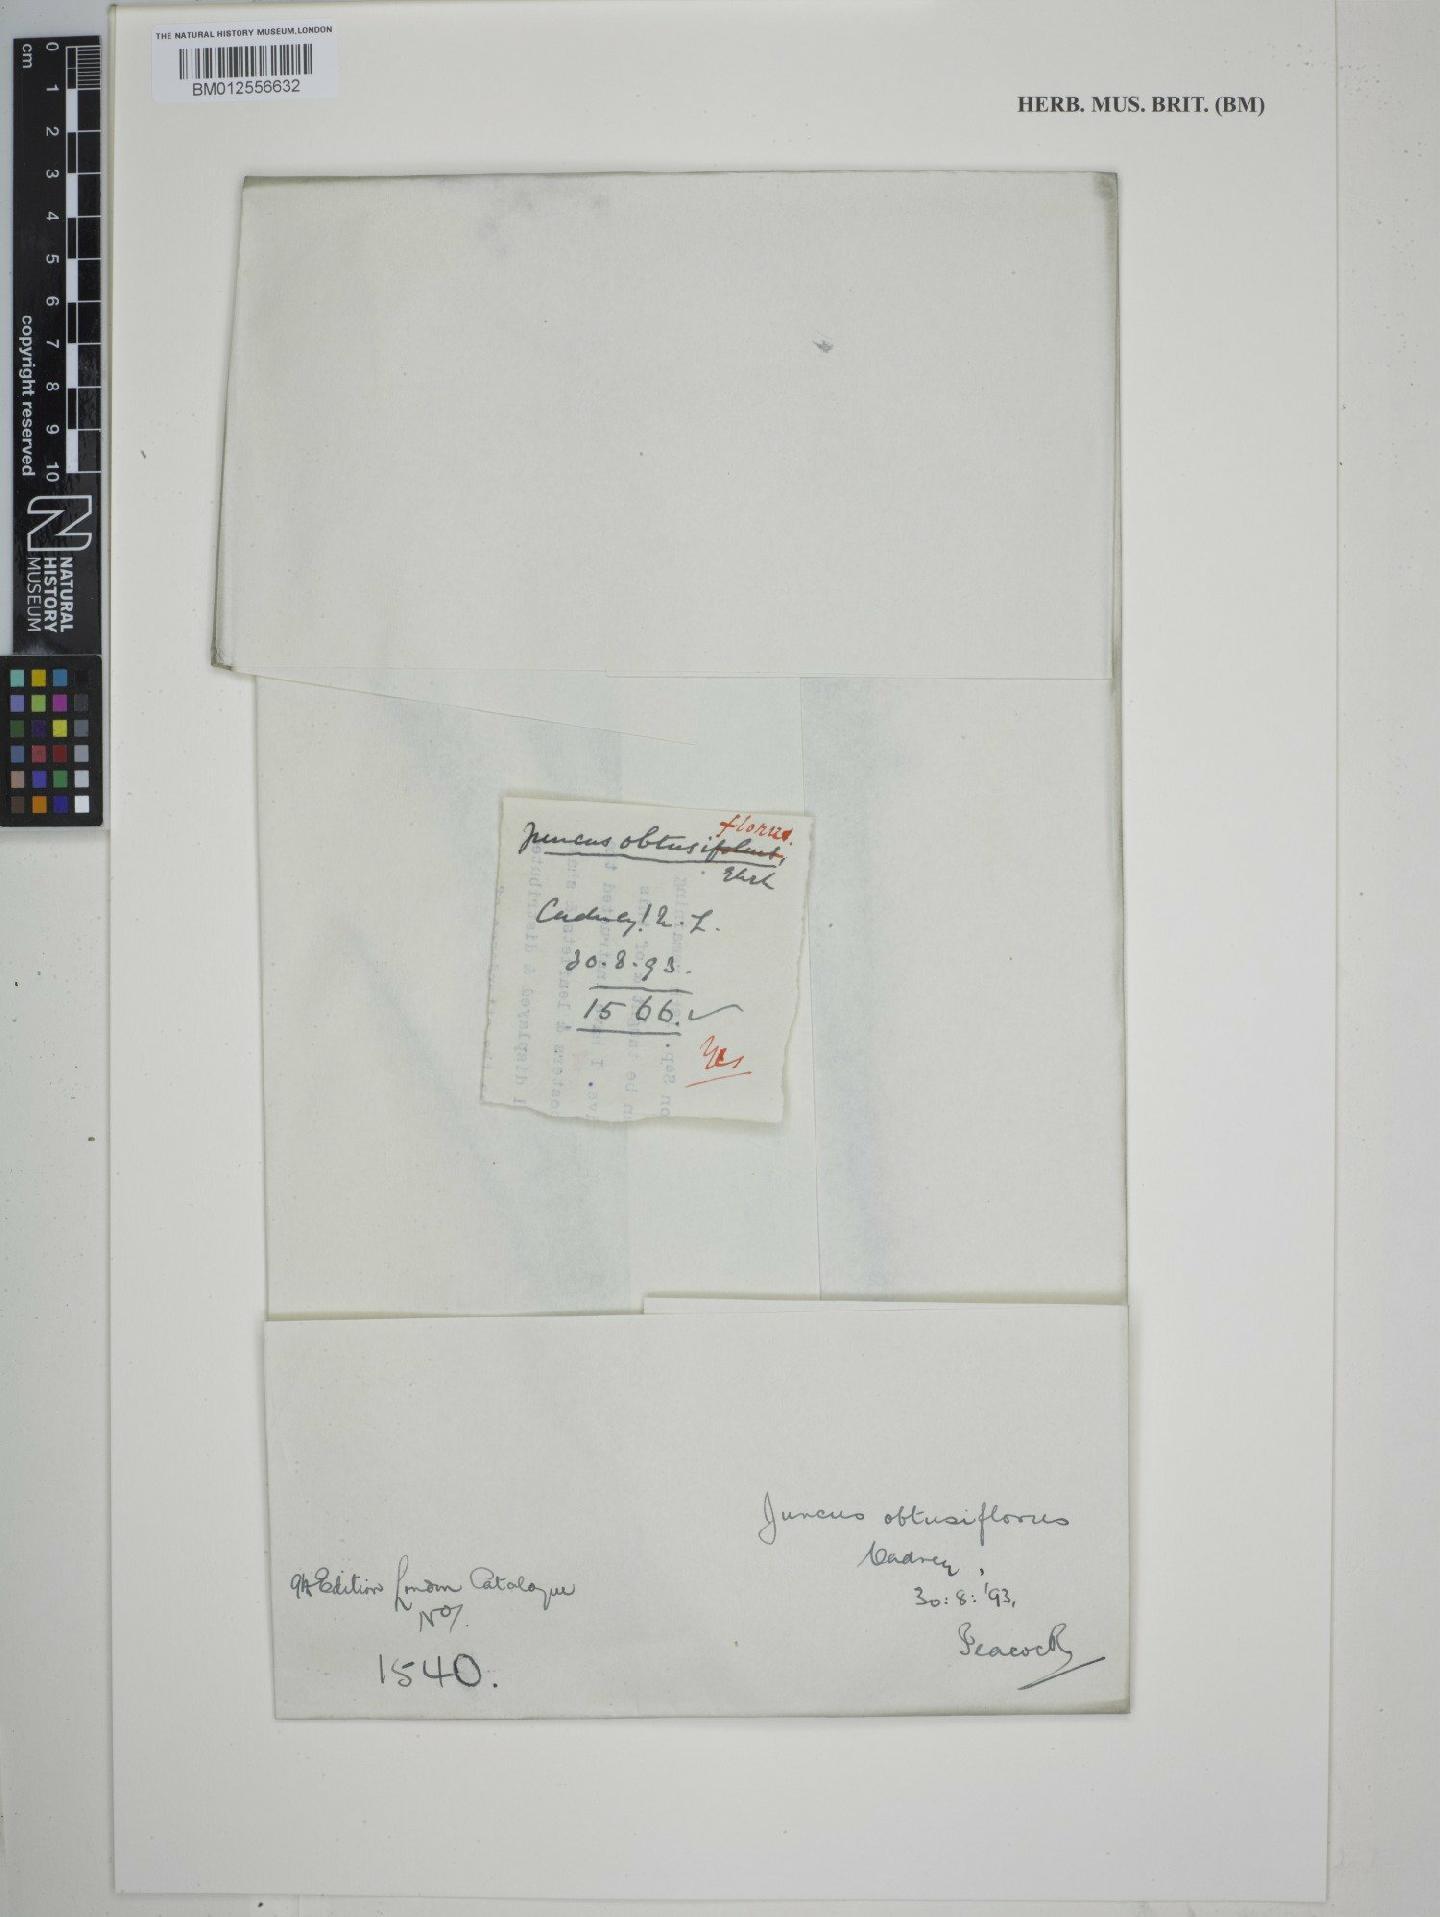 THE NATURAL HISTORY MUSEUM, LONDON
BM012556632
HERB. MUS. BRIT. (BM)
cm
0 1 2 3 4 5 6 7 8 9 10
copyright reserved
NATURAL
HISTORY
MUSEUM
florus.
Juncus obtusifolius,
Ehrh
Cadney! N. L.
30.8.93.
1566. ✓
Yes
Juncus obtusiflorus
Cadney,
30:8:'93,
Peacock
9th Edition London Catalogue
No/.
1540.